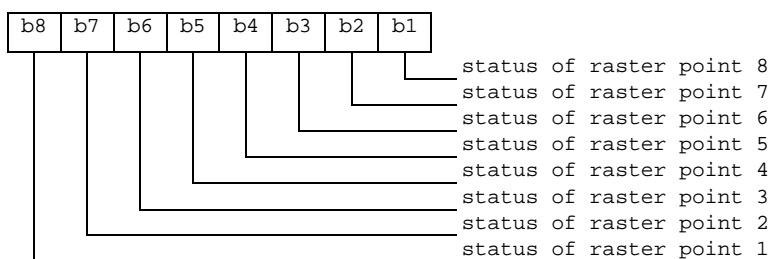 b8 b7 b6 b5 b4 b3 b2 b1
status of raster point 8
status of raster point 7
status of raster point 6
status of raster point 5
status of raster point 4
status of raster point 3
status of raster point 2
status of raster point 1